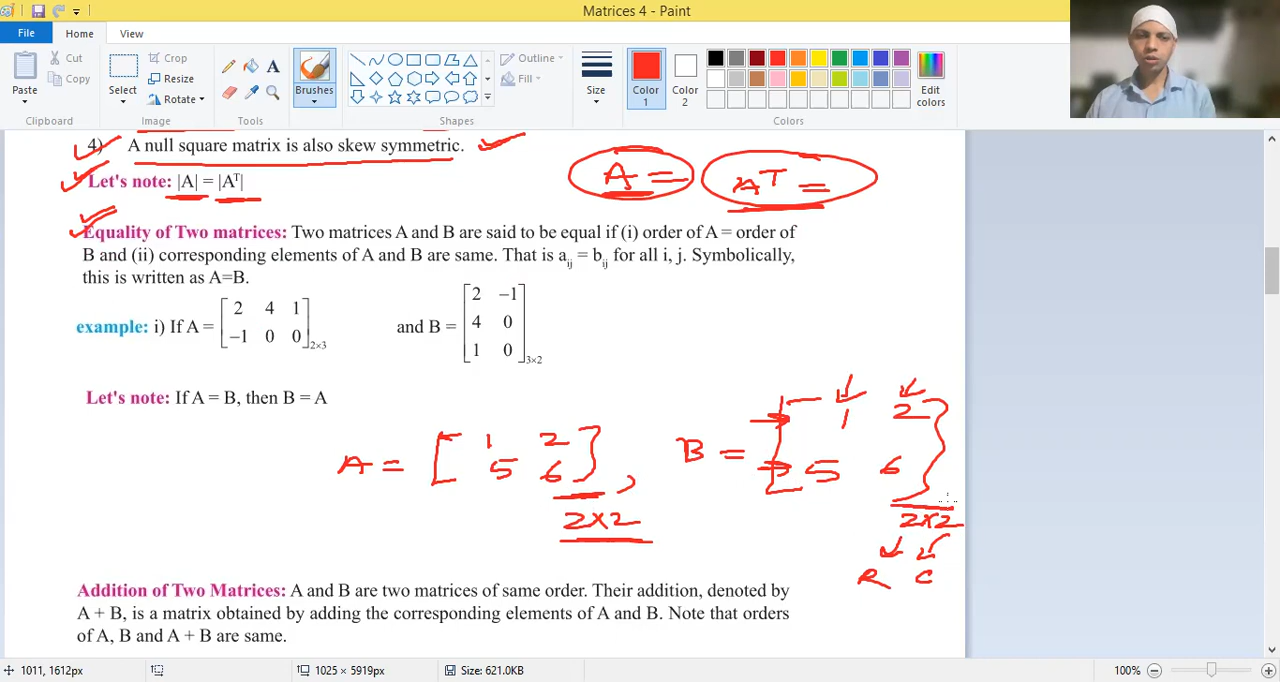 Matrices 4 - Paint
File Home View
Paste Cut Copy Select Crop Resize Rotate A Brushes Outline Fill Size Color 1 Color 2 Edit colors
Clipboard Image Tools Shapes Colors
4) A null square matrix is also skew symmetric.
Let's note: |A| = |Aᵀ|
A = Aᵀ =
Equality of Two matrices: Two matrices A and B are said to be equal if (i) order of A = order of
B and (ii) corresponding elements of A and B are same. That is aᵢⱼ = bᵢⱼ for all i, j. Symbolically,
this is written as A=B.
example: i) If A = [2 4 1
−1 0 0]₂ₓ₃ and B = [2 −1
4 0
1 0]₃ₓ₂
Let's note: If A = B, then B = A
A = [1 2
5 6], 2×2
B = [1 2
5 6] 2×2
R C
Addition of Two Matrices: A and B are two matrices of same order. Their addition, denoted by
A + B, is a matrix obtained by adding the corresponding elements of A and B. Note that orders
of A, B and A + B are same.
1011, 1612px 1025 × 5919px Size: 621.0KB 100%